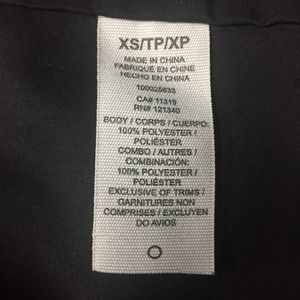 XS/TP/XP
MADE IN CHINA
FABRIQUÉ EN CHINE
HECHO EN CHINA
100025633
CA# 11319
RN# 121340
BODY / CORPS / CUERPO:
100% POLYESTER /
POLIÉSTER
COMBO / AUTRES /
COMBINACIÓN:
100% POLYESTER /
POLIÉSTER
EXCLUSIVE OF TRIMS /
GARNITURES NON
COMPRISES / EXCLUYEN
DO AVIOS